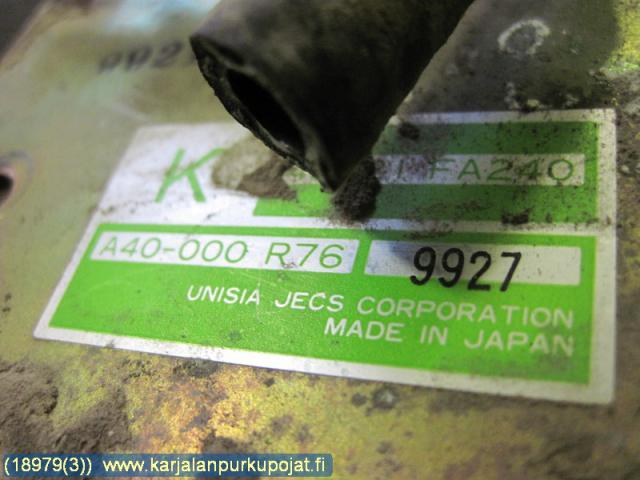 K
FA240
A40-000 R76
9927
UNISIA JECS CORPORATION
MADE IN JAPAN
(18979(3)) www.karjalanpurkupojat.fi